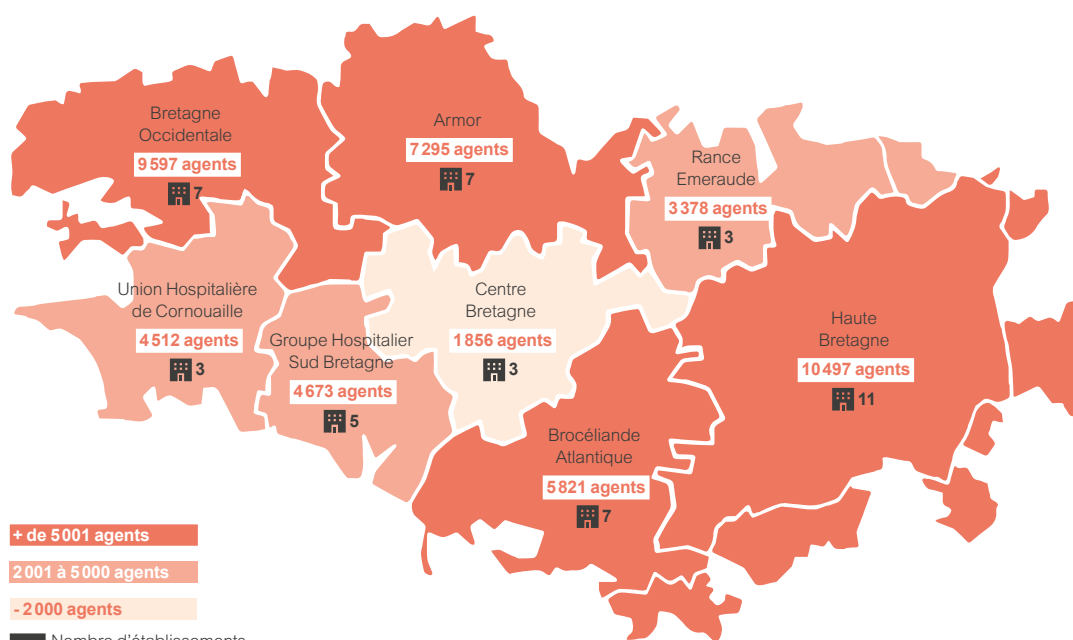 Bretagne
Occidentale
9 597 agents
7
Armor
7 295 agents
7
Rance
Emeraude
3 378 agents
3
Union Hospitalière
de Cornouaille
4 512 agents
3
Groupe Hospitalier
Sud Bretagne
4 673 agents
5
Centre
Bretagne
1 856 agents
3
Haute
Bretagne
10 497 agents
11
Brocéliande
Atlantique
5 821 agents
7
+ de 5 001 agents
2 001 à 5 000 agents
- 2 000 agents
Nombre d'établissements